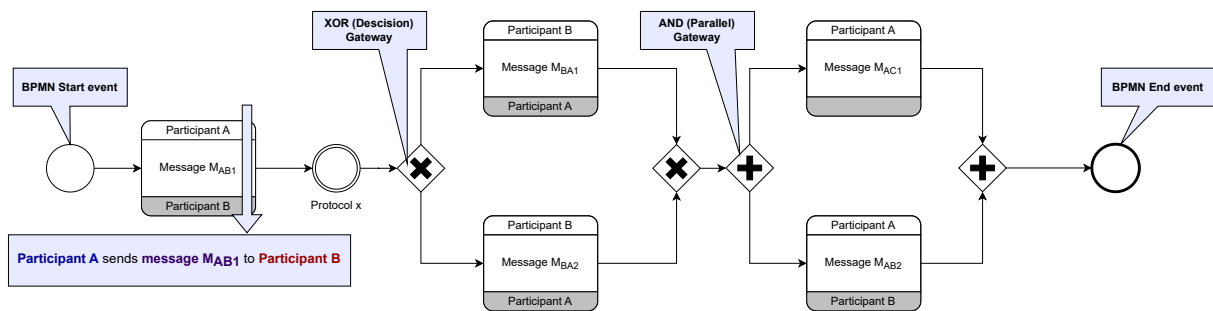 XOR (Descision)
Gateway
AND (Parallel)
Gateway
BPMN Start event
BPMN End event
Participant A
Message MAB1
Participant B
Protocol x
Participant B
Message MBA1
Participant A
Participant B
Message MBA2
Participant A
Participant A
Message MAC1
Participant A
Message MAB2
Participant B
Participant A sends message MAB1 to Participant B